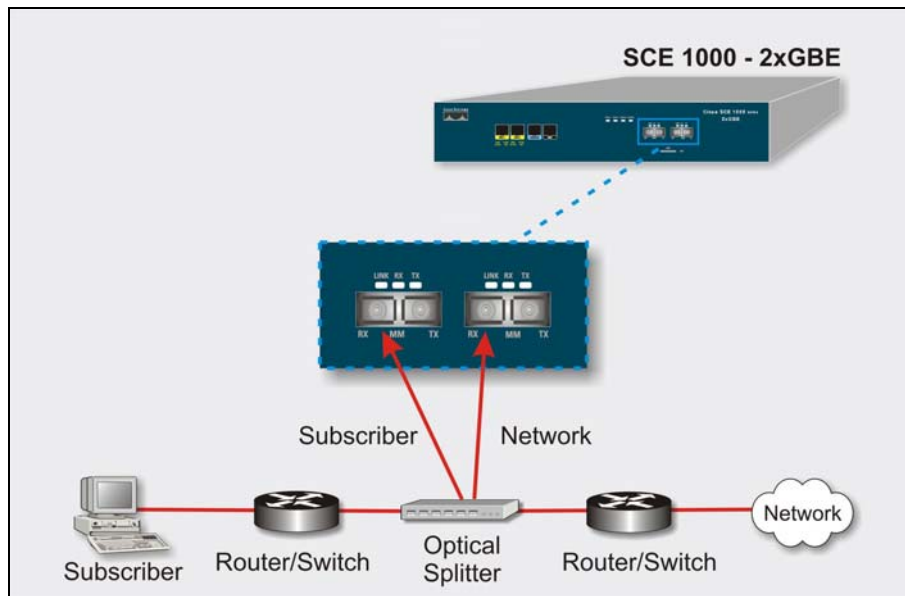 SCE 1000 - 2xGBE
LINK RX TX
LINK RX TX
RX MM TX
RX MM TX
Subscriber
Network
Subscriber
Router/Switch
Optical
Splitter
Router/Switch
Network